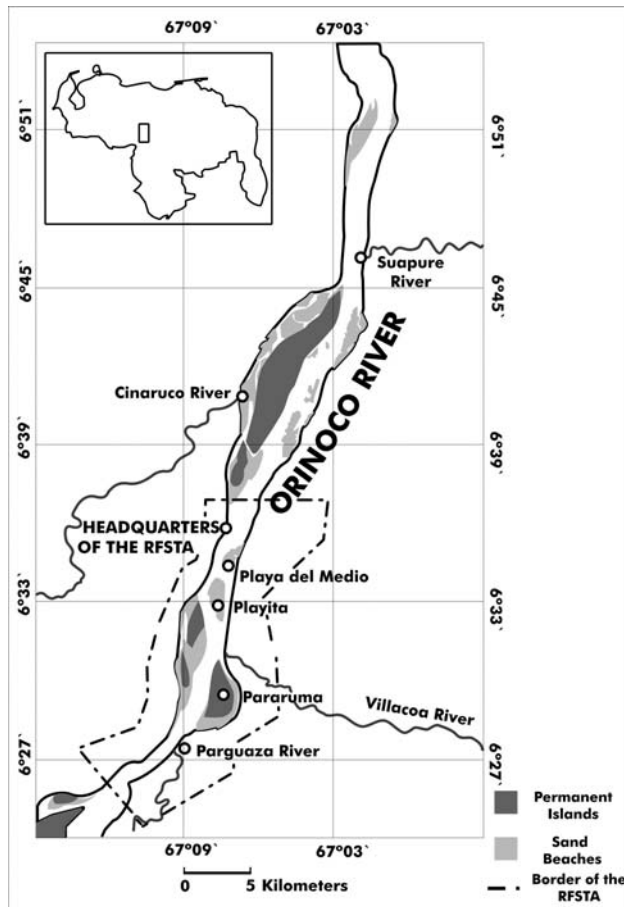 67°09`
67°03`
6°51`
6°51`
Suapure
River
6°45`
6°45`
ORINOCO RIVER
Cinaruco River
6°39`
6°39`
HEADQUARTERS
OF THE RFSTA
Playa del Medio
6°33`
Playita
6°33`
Pararuma
Villacoa River
Parguaza River
6°27`
6°27`
Permanent
Islands
Sand
Beaches
Border of the
RFSTA
67°09`
67°03`
0 5 Kilometers